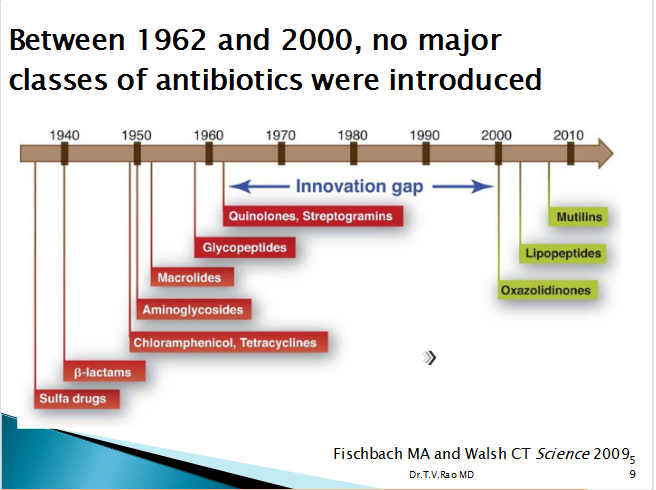 Between 1962 and 2000, no major
classes of antibiotics were introduced
1940 1950 1960 1970 1980 1990 2000 2010
Innovation gap
Quinolones, Streptogramins
Mutilins
Glycopeptides
Lipopeptides
Macrolides
Oxazolidinones
Aminoglycosides
Chloramphenicol, Tetracyclines
β-lactams
Sulfa drugs
Fischbach MA and Walsh CT Science 2009
5
Dr.T.V.Rao MD
9